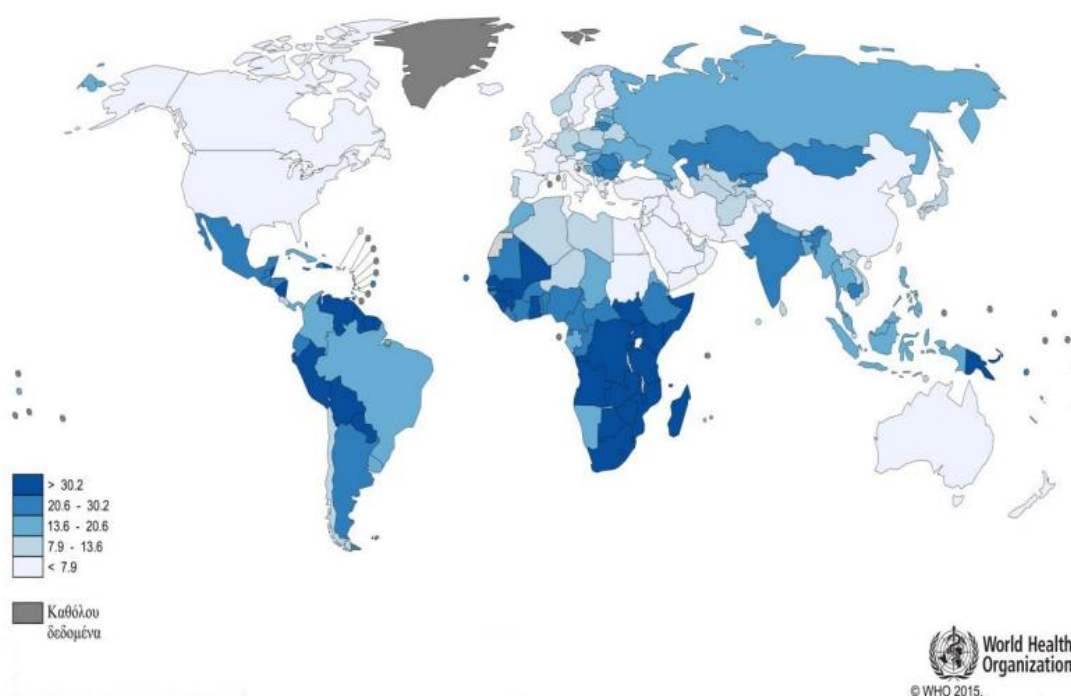 > 30.2
20.6 - 30.2
13.6 - 20.6
7.9 - 13.6
< 7.9
Καθόλου
δεδομένα
World Health
Organization
© WHO 2015.